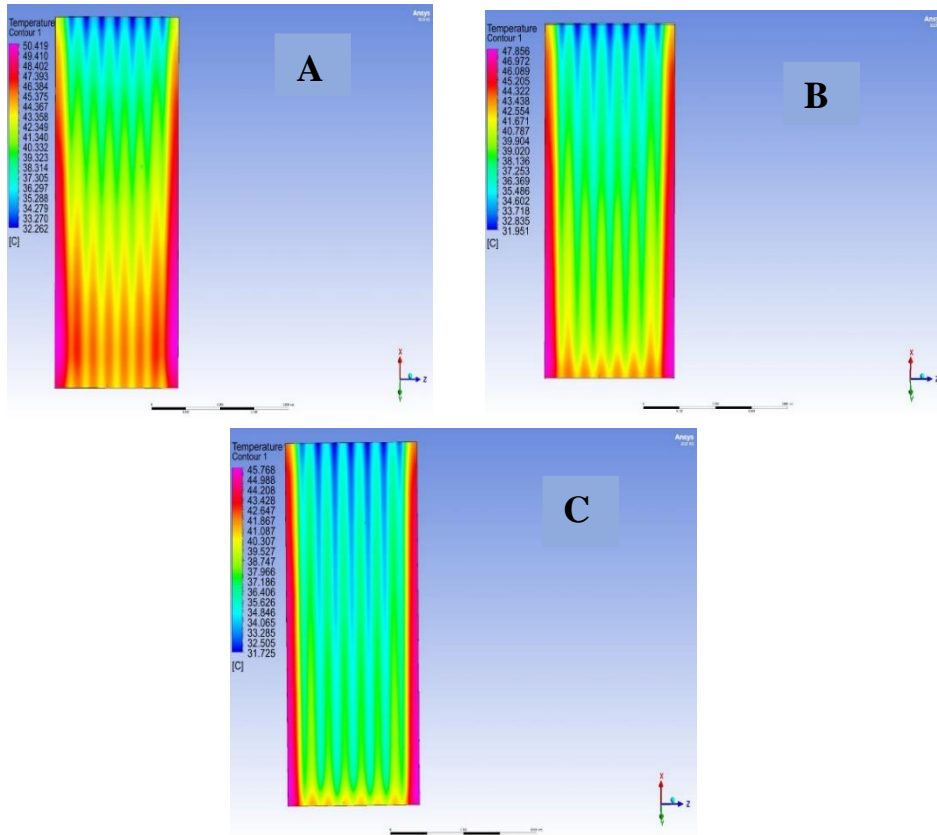 Ansys
Temperature
Contour 1
50.419
49.410
48.402
47.393
46.384
45.375
44.367
43.358
42.349
41.340
40.332
39.323
38.314
37.305
36.297
35.288
34.279
33.270
32.262
[C]
A
X
Z
Y
Ansys
Temperature
Contour 1
47.856
46.972
46.089
45.205
44.322
43.438
42.554
41.671
40.787
39.904
39.020
38.136
37.253
36.369
35.486
34.602
33.718
32.835
31.951
[C]
B
X
Z
Y
Ansys
Temperature
Contour 1
45.768
44.988
44.208
43.428
42.647
41.867
41.087
40.307
39.527
38.747
37.966
37.186
36.406
35.626
34.846
34.065
33.285
32.505
31.725
[C]
C
X
Z
Y